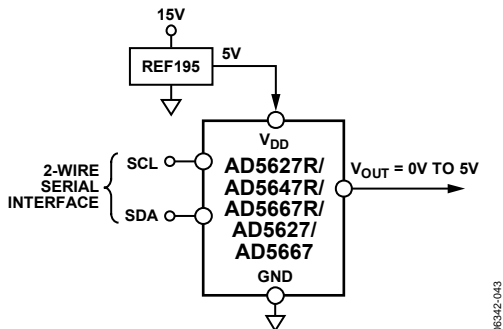 15V
REF195
5V
VDD
2-WIRE
SERIAL
INTERFACE
SCL
SDA
AD5627R/
AD5647R/
AD5667R/
AD5627/
AD5667
VOUT = 0V TO 5V
GND
06342-043